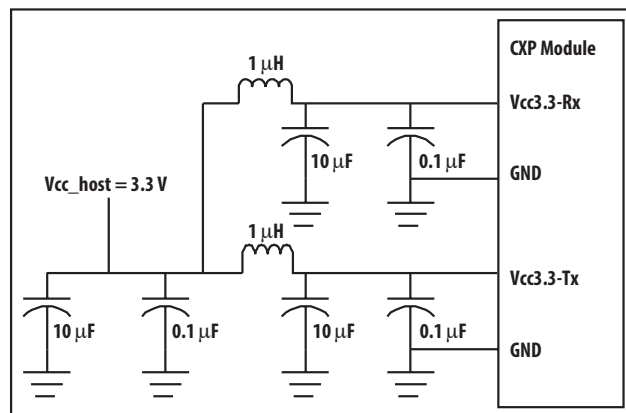 CXP Module
1 µH
Vcc3.3-Rx
10 µF
0.1 µF
GND
Vcc_host = 3.3 V
1 µH
Vcc3.3-Tx
10 µF
0.1 µF
10 µF
0.1 µF
GND